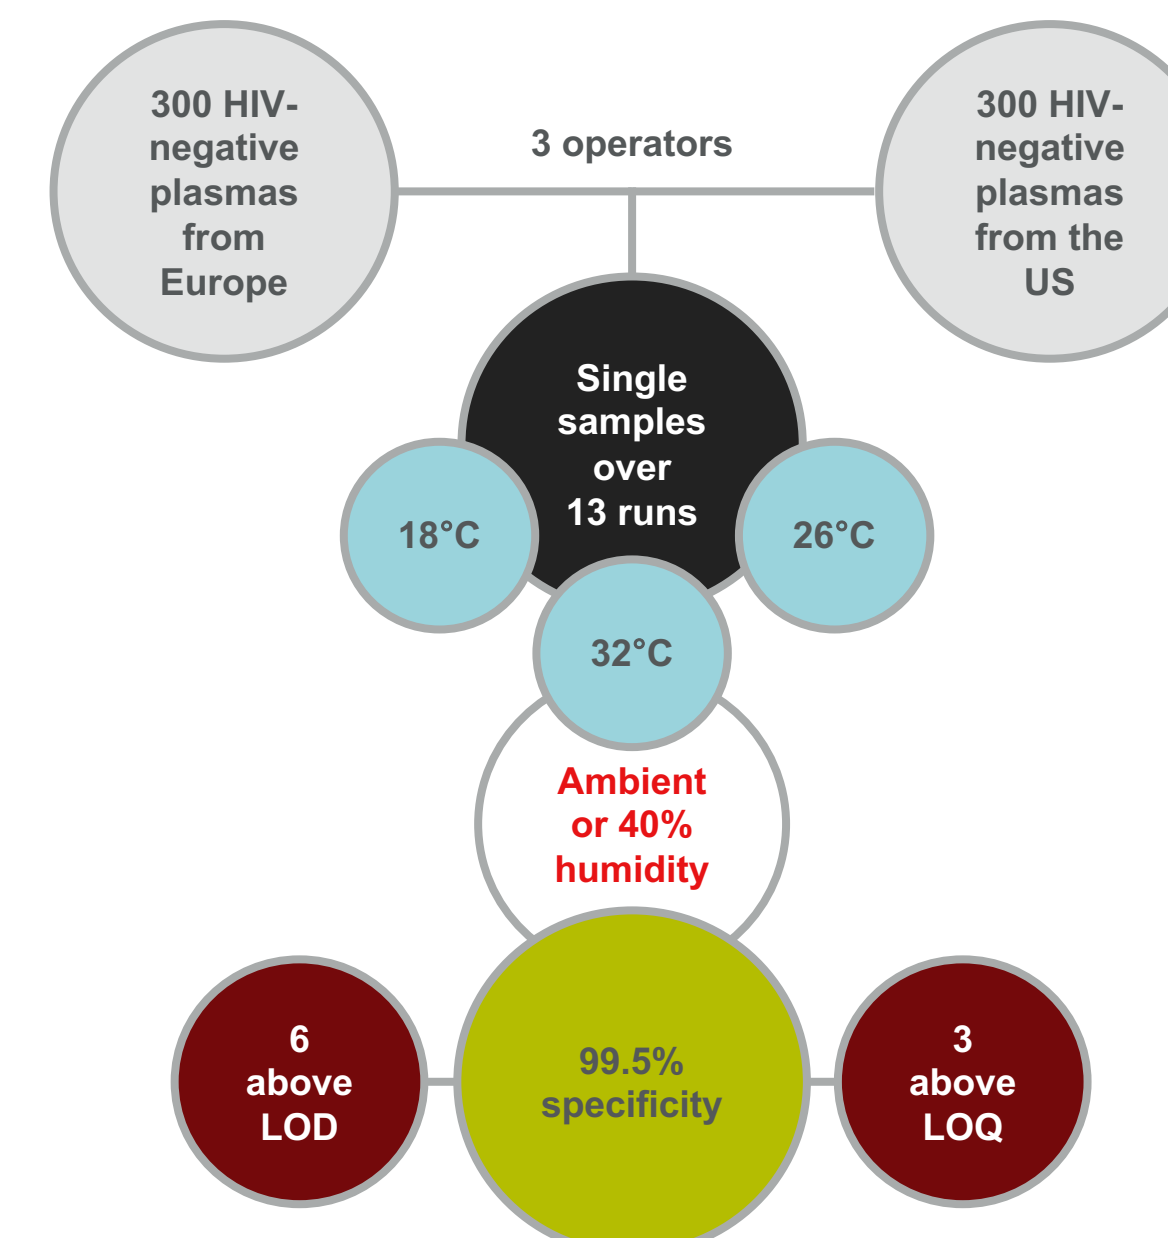 300 HIV-
negative
plasmas
from
Europe
3 operators
300 HIV-
negative
plasmas
from the
US
Single
samples
over
13 runs
18°C
26°C
32°C
Ambient
or 40%
humidity
6
above
LOD
99.5%
specificity
3
above
LOQ